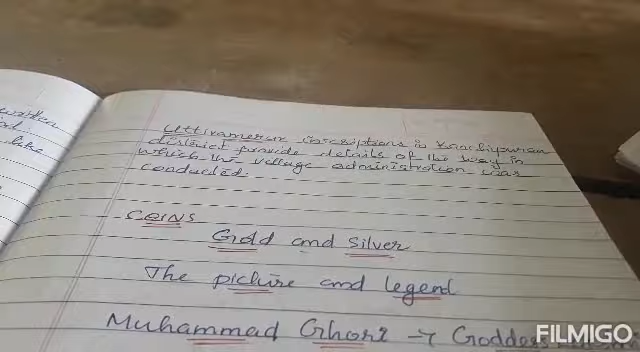 Uttiramerur inscriptions in Kanchipuram
district provide details of the way in
which the village administration was
conducted.
COINS
Gold and Silver
The picture and legend
Muhammad Ghori → Goddess
FILMIGO